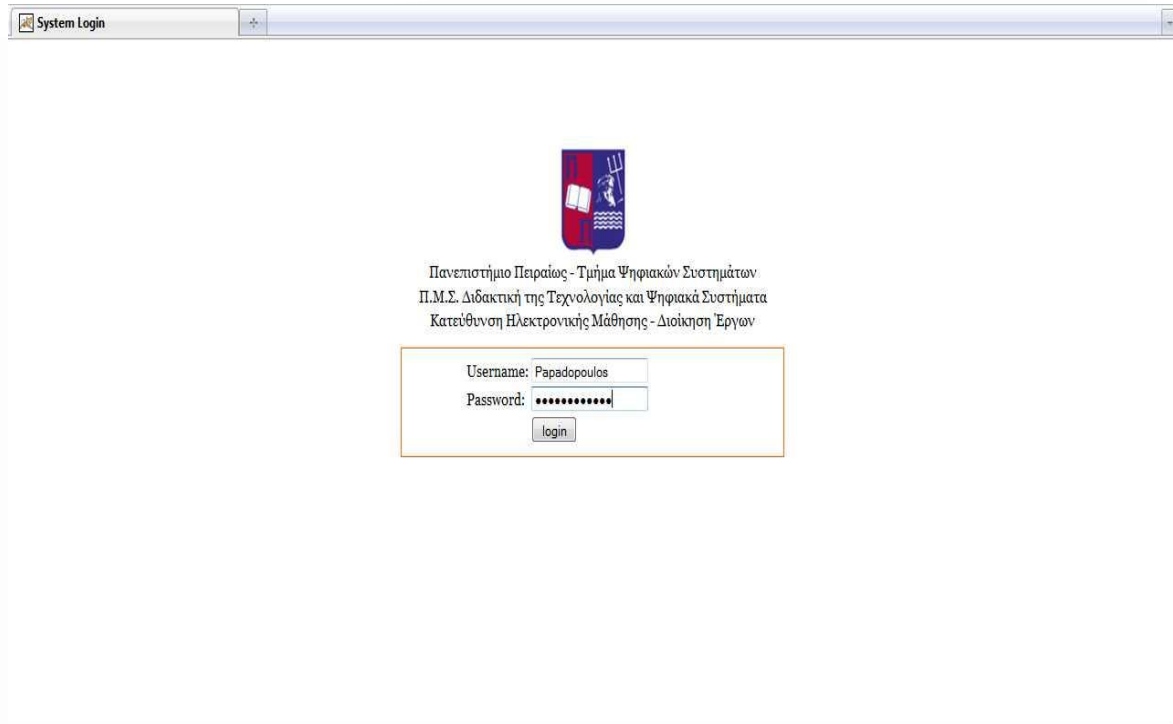 System Login
Πανεπιστήμιο Πειραίως - Τμήμα Ψηφιακών Συστημάτων
Π.Μ.Σ. Διδακτική της Τεχνολογίας και Ψηφιακά Συστήματα
Κατεύθυνση Ηλεκτρονικής Μάθησης - Διοίκηση Έργων
Username: Papadopoulos
Password: ••••••••••••
login